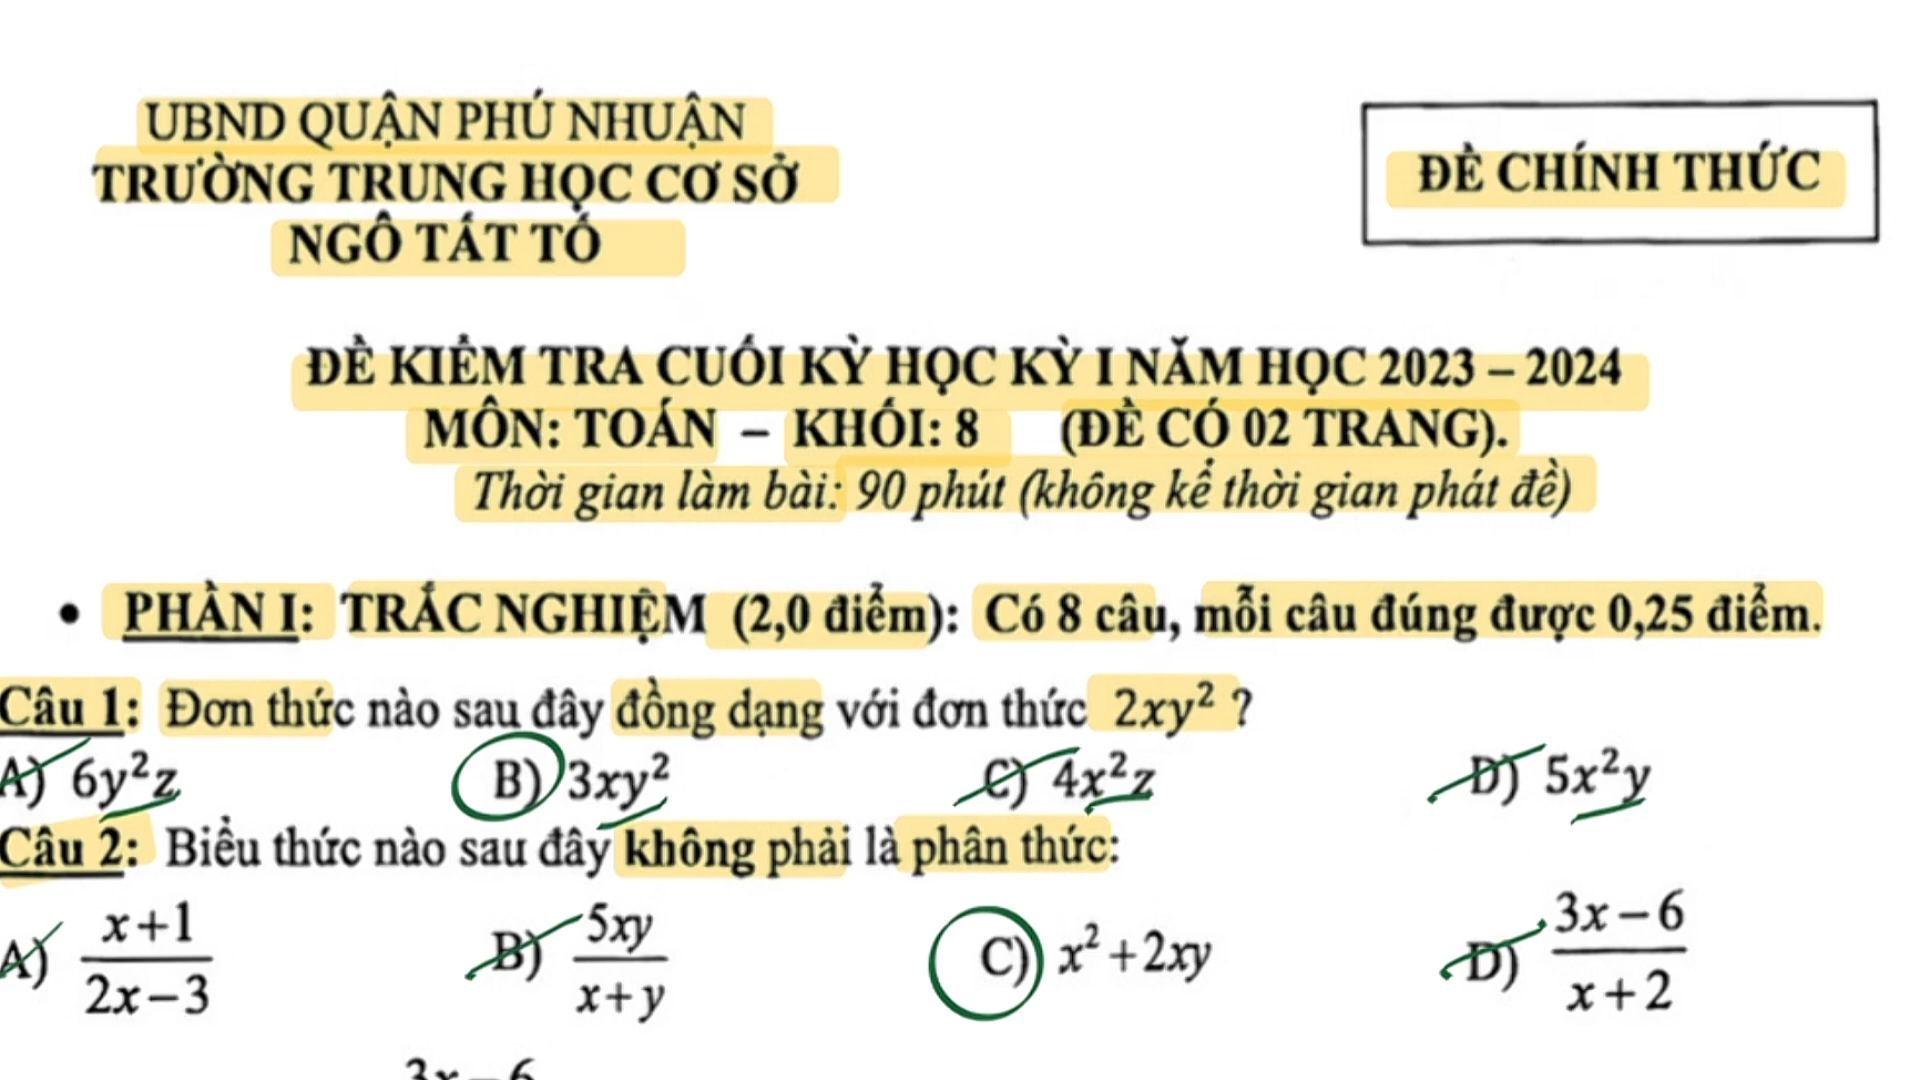 UBND QUẬN PHÚ NHUẬN
TRƯỜNG TRUNG HỌC CƠ SỞ
NGÔ TẤT TỐ
ĐỀ CHÍNH THỨC
ĐỀ KIỂM TRA CUỐI KỲ HỌC KỲ I NĂM HỌC 2023 – 2024
MÔN: TOÁN – KHỐI: 8 (ĐỀ CÓ 02 TRANG).
Thời gian làm bài: 90 phút (không kể thời gian phát đề)
• PHẦN I: TRẮC NGHIỆM (2,0 điểm): Có 8 câu, mỗi câu đúng được 0,25 điểm.
Câu 1: Đơn thức nào sau đây đồng dạng với đơn thức 2xy² ?
A) 6y²z B) 3xy² C) 4x²z D) 5x²y
Câu 2: Biểu thức nào sau đây không phải là phân thức:
A) (x+1)/(2x−3) B) 5xy/(x+y) C) x²+2xy D) (3x−6)/(x+2)
3x − 6